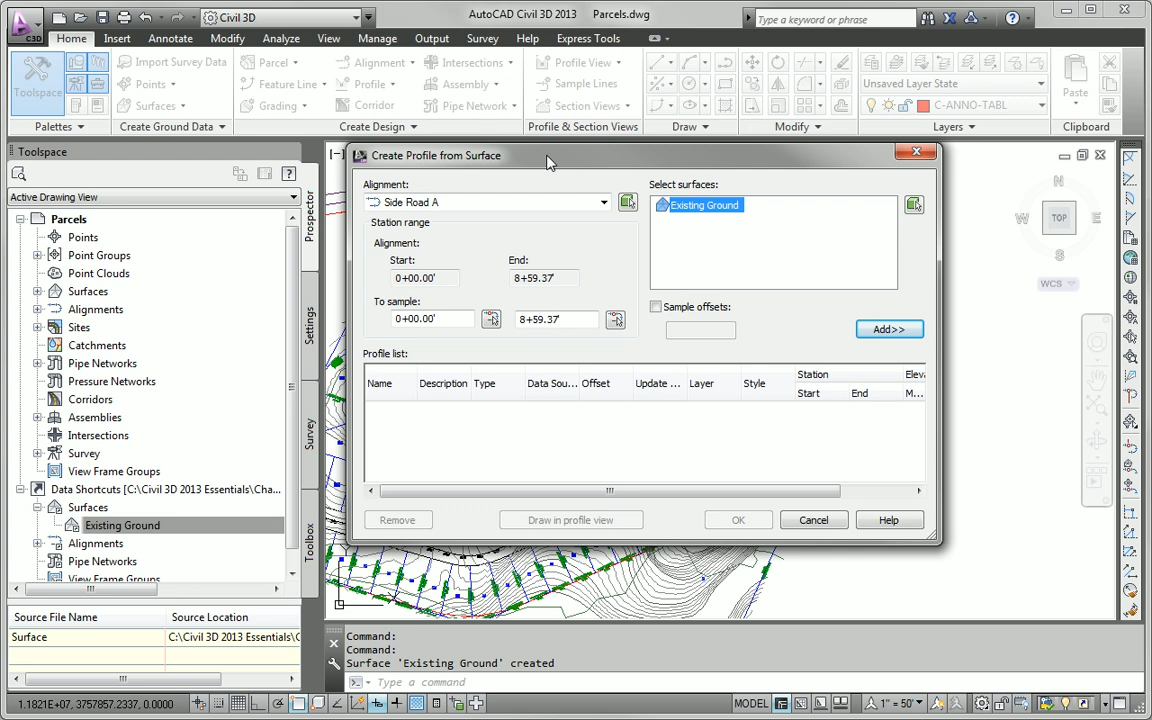 Civil 3D
AutoCAD Civil 3D 2013 Parcels.dwg
Type a keyword or phrase
C3D
Home Insert Annotate Modify Analyze View Manage Output Survey Help Express Tools
Import Survey Data Parcel Alignment Intersections Profile View
Toolspace Points Feature Line Profile Assembly Sample Lines Unsaved Layer State Paste
Surfaces Grading Corridor Pipe Network Section Views C-ANNO-TABL
Palettes Create Ground Data Create Design Profile & Section Views Draw Modify Layers Clipboard
Toolspace
Active Drawing View
Parcels
Points
Point Groups
Point Clouds
Surfaces
Alignments
Sites
Catchments
Pipe Networks
Pressure Networks
Corridors
Assemblies
Intersections
Survey
View Frame Groups
Data Shortcuts [C:\Civil 3D 2013 Essentials\Cha...
Surfaces
Existing Ground
Alignments
Pipe Networks
View Frame Groups
Source File Name Source Location
Surface C:\Civil 3D 2013 Essentials\C
Prospector
Settings
Survey
Toolbox
[-]
Create Profile from Surface
Alignment:
Side Road A
Station range
Alignment:
Start: End:
0+00.00' 8+59.37'
To sample:
0+00.00' 8+59.37'
Select surfaces:
Existing Ground
Sample offsets:
Add>>
Profile list:
Name Description Type Data Sou... Offset Update ... Layer Style Station Elev
Start End M...
Remove Draw in profile view OK Cancel Help
N
W TOP E
S
WCS
Command:
Command:
Surface 'Existing Ground' created
Type a command
1.1821E+07, 3757857.2337, 0.0000
MODEL
1" = 50'